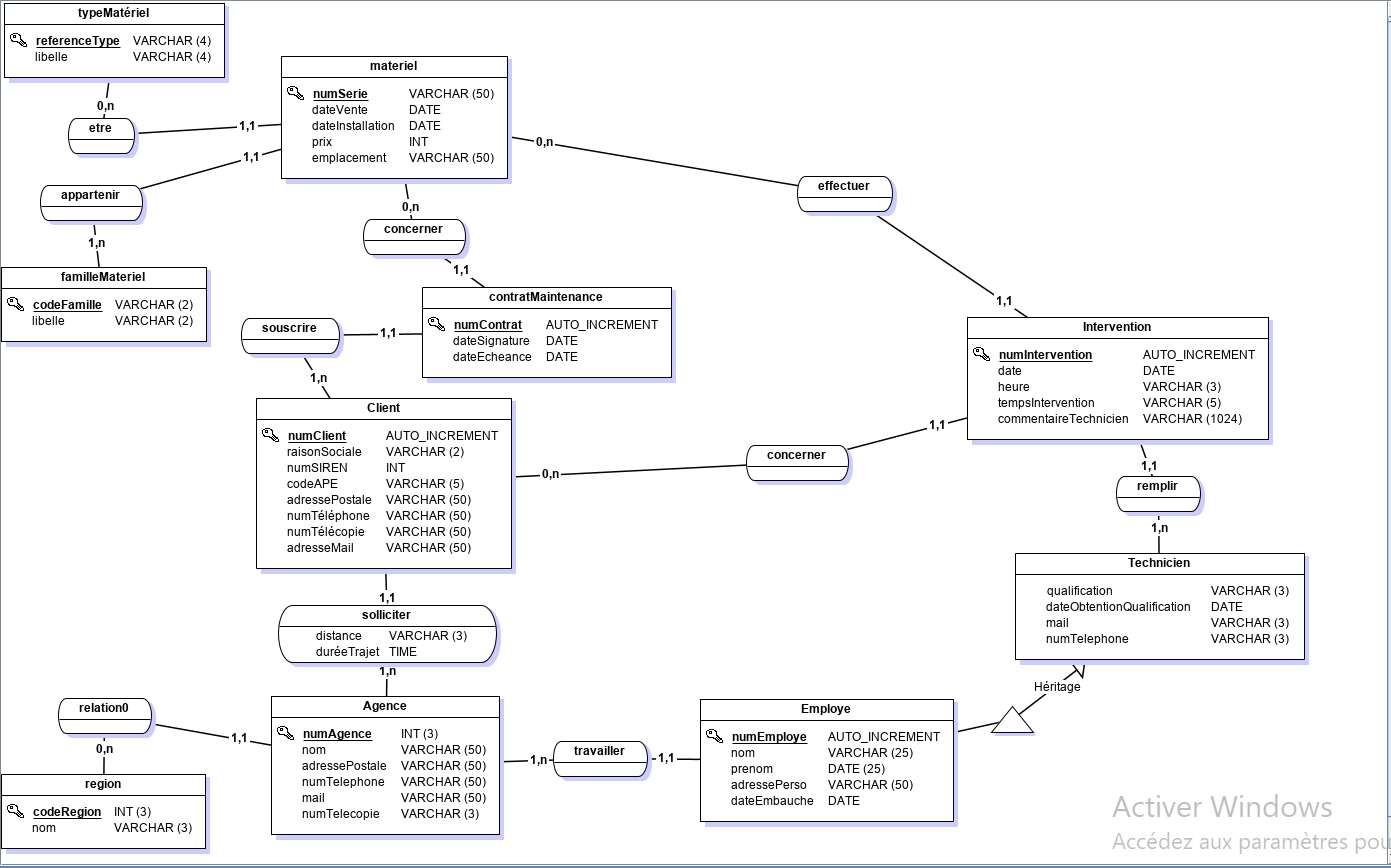 typeMatériel
referenceType VARCHAR (4)
libelle VARCHAR (4)
0,n
etre
1,1
materiel
numSerie VARCHAR (50)
dateVente DATE
dateInstallation DATE
prix INT
emplacement VARCHAR (50)
1,1
appartenir
1,n
familleMateriel
codeFamille VARCHAR (2)
libelle VARCHAR (2)
0,n
concerner
1,1
0,n
effectuer
1,1
contratMaintenance
numContrat AUTO_INCREMENT
dateSignature DATE
dateEcheance DATE
souscrire
1,1
1,n
Intervention
numIntervention AUTO_INCREMENT
date DATE
heure VARCHAR (3)
tempsIntervention VARCHAR (5)
commentaireTechnicien VARCHAR (1024)
Client
numClient AUTO_INCREMENT
raisonSociale VARCHAR (2)
numSIREN INT
codeAPE VARCHAR (5)
adressePostale VARCHAR (50)
numTéléphone VARCHAR (50)
numTélécopie VARCHAR (50)
adresseMail VARCHAR (50)
0,n
concerner
1,1
1,1
remplir
1,n
Technicien
qualification VARCHAR (3)
dateObtentionQualification DATE
mail VARCHAR (3)
numTelephone VARCHAR (3)
Héritage
1,1
solliciter
distance VARCHAR (3)
duréeTrajet TIME
1,n
Agence
numAgence INT (3)
nom VARCHAR (50)
adressePostale VARCHAR (50)
numTelephone VARCHAR (50)
mail VARCHAR (50)
numTelecopie VARCHAR (3)
relation0
1,1
0,n
region
codeRegion INT (3)
nom VARCHAR (3)
1,n
travailler
1,1
Employe
numEmploye AUTO_INCREMENT
nom VARCHAR (25)
prenom DATE (25)
adressePerso VARCHAR (50)
dateEmbauche DATE
Activer Windows
Accédez aux paramètres pou